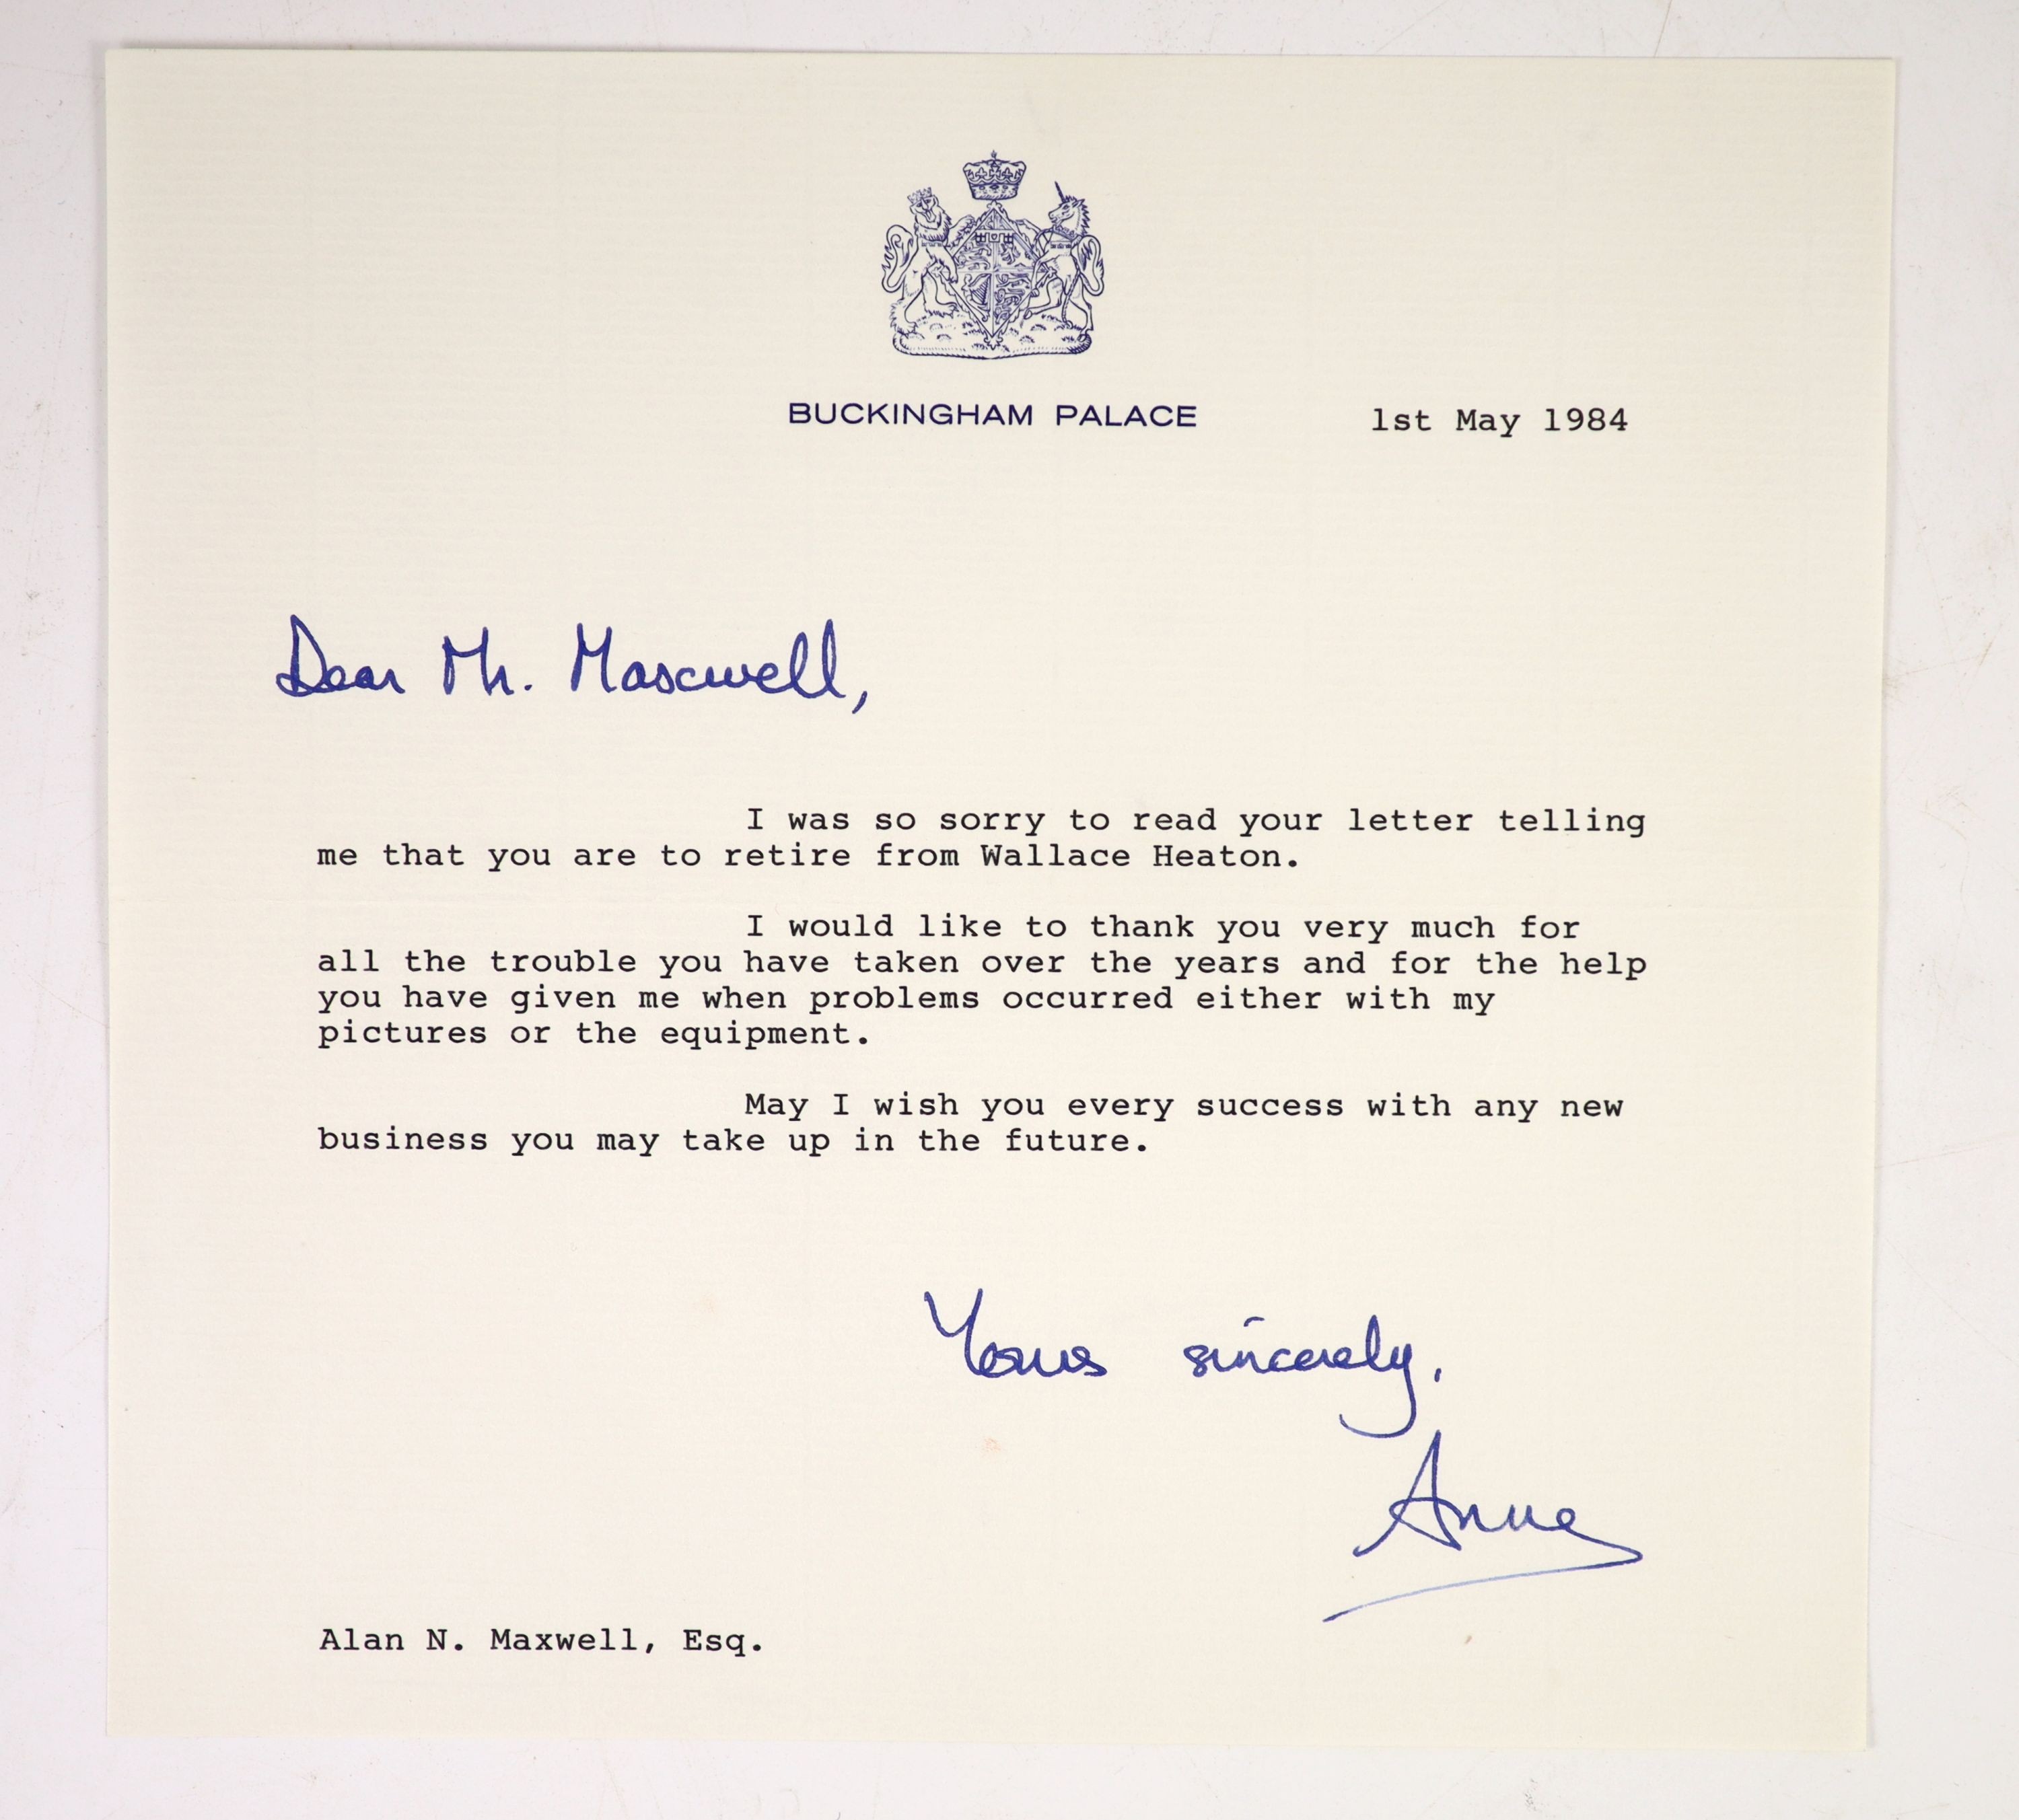 BUCKINGHAM PALACE 1st May 1984
Dear Mr. Maxwell,
I was so sorry to read your letter telling
me that you are to retire from Wallace Heaton.
I would like to thank you very much for
all the trouble you have taken over the years and for the help
you have given me when problems occurred either with my
pictures or the equipment.
May I wish you every success with any new
business you may take up in the future.
Yours sincerely,
Anne
Alan N. Maxwell, Esq.